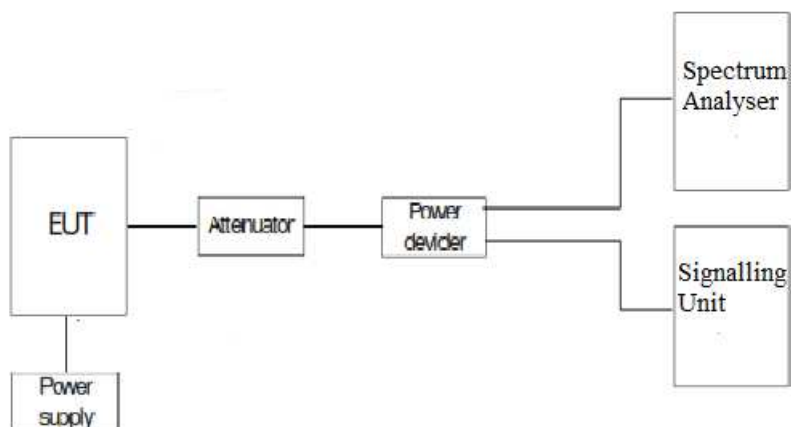 EUT
Attenuator
Power
devider
Spectrum
Analyser
Signalling
Unit
Power
supply